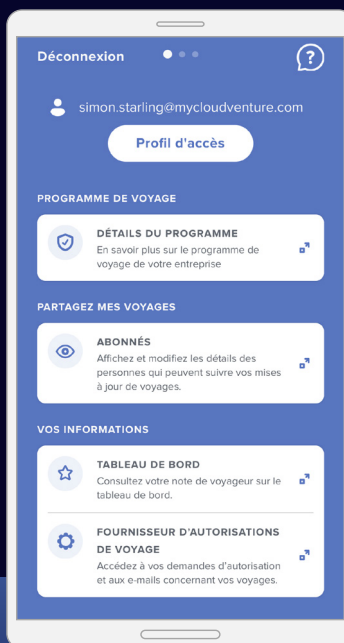 Déconnexion
?
simon.starling@mycloudventure.com
Profil d'accès
PROGRAMME DE VOYAGE
DÉTAILS DU PROGRAMME
En savoir plus sur le programme de
voyage de votre entreprise
PARTAGEZ MES VOYAGES
ABONNÉS
Affichez et modifiez les détails des
personnes qui peuvent suivre vos mises
à jour de voyages.
VOS INFORMATIONS
TABLEAU DE BORD
Consultez votre note de voyageur sur le
tableau de bord.
FOURNISSEUR D'AUTORISATIONS
DE VOYAGE
Accédez à vos demandes d'autorisation
et aux e-mails concernant vos voyages.